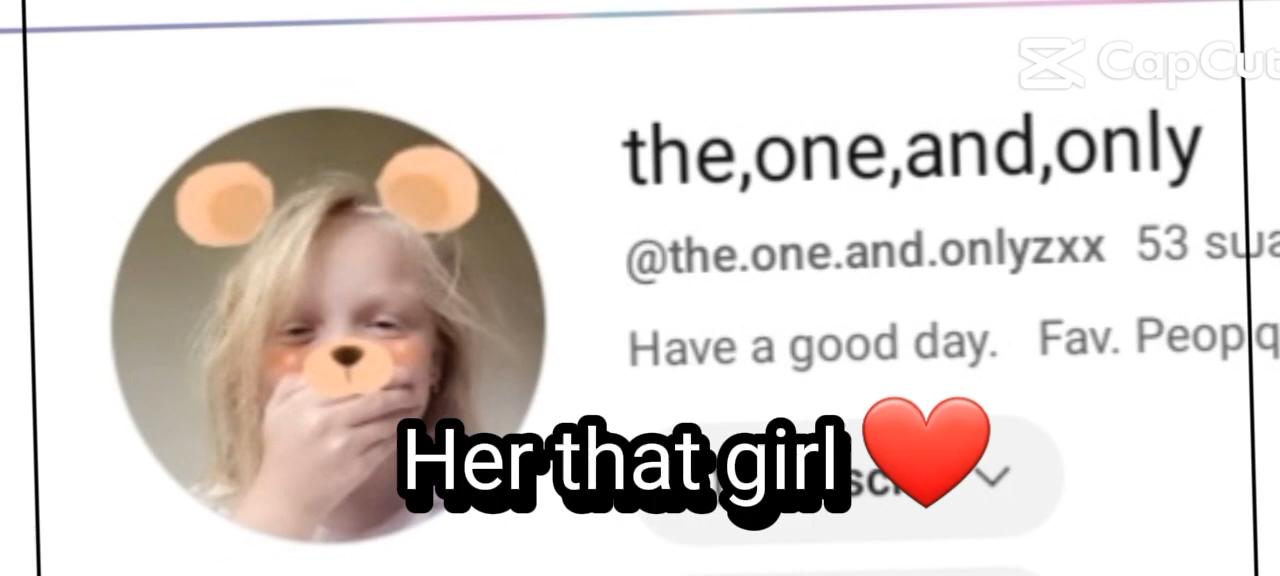 CapCut
the,one,and,only
@the.one.and.onlyzxx 53
Have a good day. Fav.
Her that girl ❤️